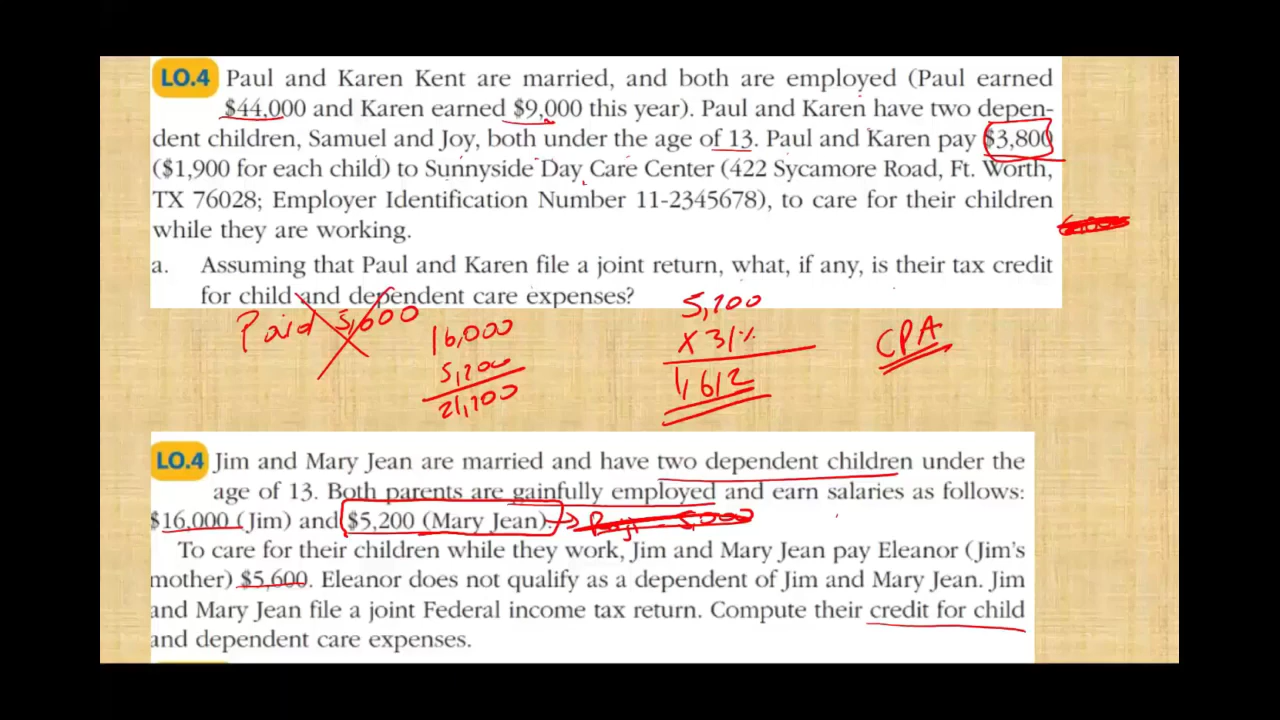 LO.4 Paul and Karen Kent are married, and both are employed (Paul earned
$44,000 and Karen earned $9,000 this year). Paul and Karen have two depen-
dent children, Samuel and Joy, both under the age of 13. Paul and Karen pay $3,800
($1,900 for each child) to Sunnyside Day Care Center (422 Sycamore Road, Ft. Worth,
TX 76028; Employer Identification Number 11-2345678), to care for their children
while they are working.
a. Assuming that Paul and Karen file a joint return, what, if any, is their tax credit
for child and dependent care expenses?
Paid 5,600
16,000
5,200
21,200
5,200
x 31%
1,612
CPA
LO.4 Jim and Mary Jean are married and have two dependent children under the
age of 13. Both parents are gainfully employed and earn salaries as follows:
$16,000 (Jim) and $5,200 (Mary Jean).
To care for their children while they work, Jim and Mary Jean pay Eleanor (Jim's
mother) $5,600. Eleanor does not qualify as a dependent of Jim and Mary Jean. Jim
and Mary Jean file a joint Federal income tax return. Compute their credit for child
and dependent care expenses.